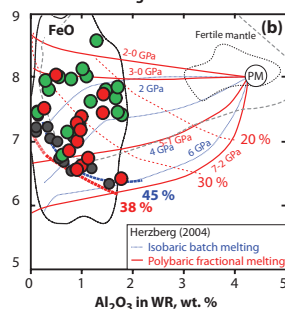 (b)
FeO
9
8
7
6
5
2-0 GPa
3-0 GPa
2 GPa
Fertile mantle
PM
4 GPa
6 GPa
7-2 GPa
20 %
30 %
45 %
38 %
Herzberg (2004)
Isobaric batch melting
Polybaric fractional melting
0
1
2
3
4
5
Al₂O₃ in WR, wt. %